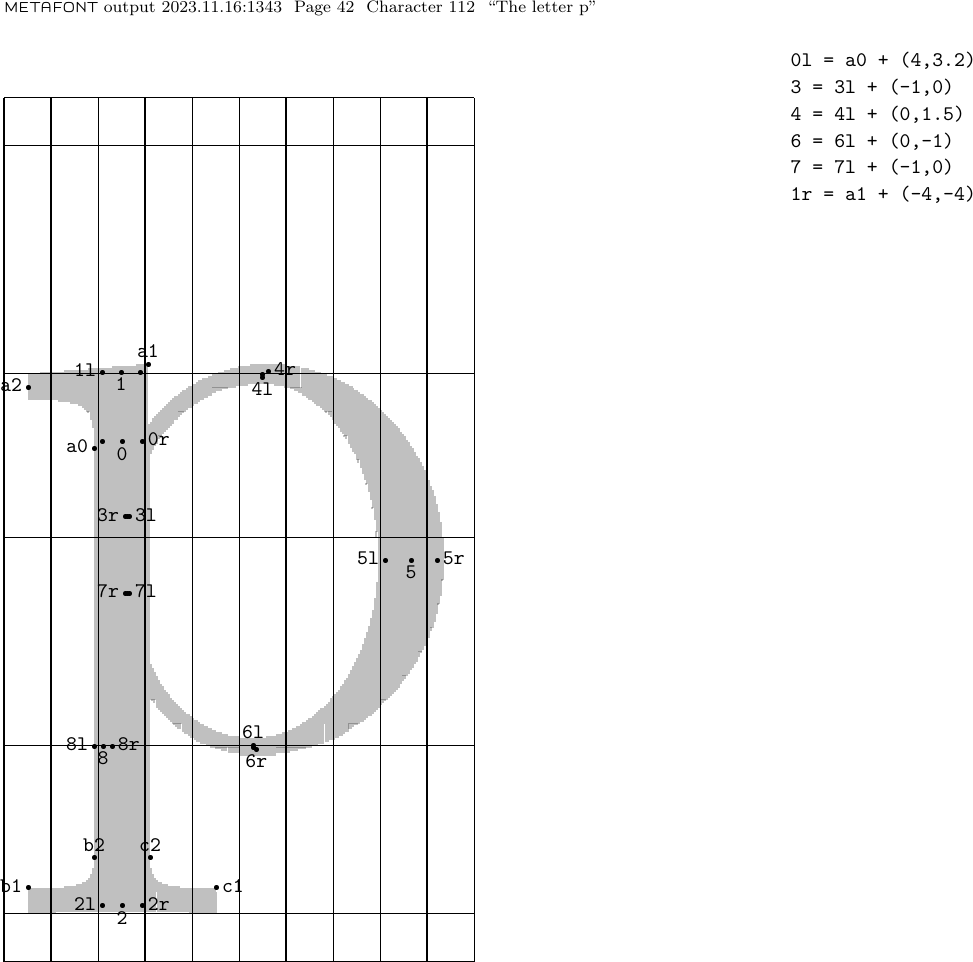 METAFONT output 2023.11.16:1343 Page 42 Character 112 “The letter p”
0l = a0 + (4,3.2)
3 = 3l + (-1,0)
4 = 4l + (0,1.5)
6 = 6l + (0,-1)
7 = 7l + (-1,0)
1r = a1 + (-4,-4)
a1
1l 4r
a2 1 4l
a0 0r
0
3r 3l
5l 5r
5
7r 7l
6l
8l 8r
8 6r
b2 c2
b1 c1
2l 2r
2